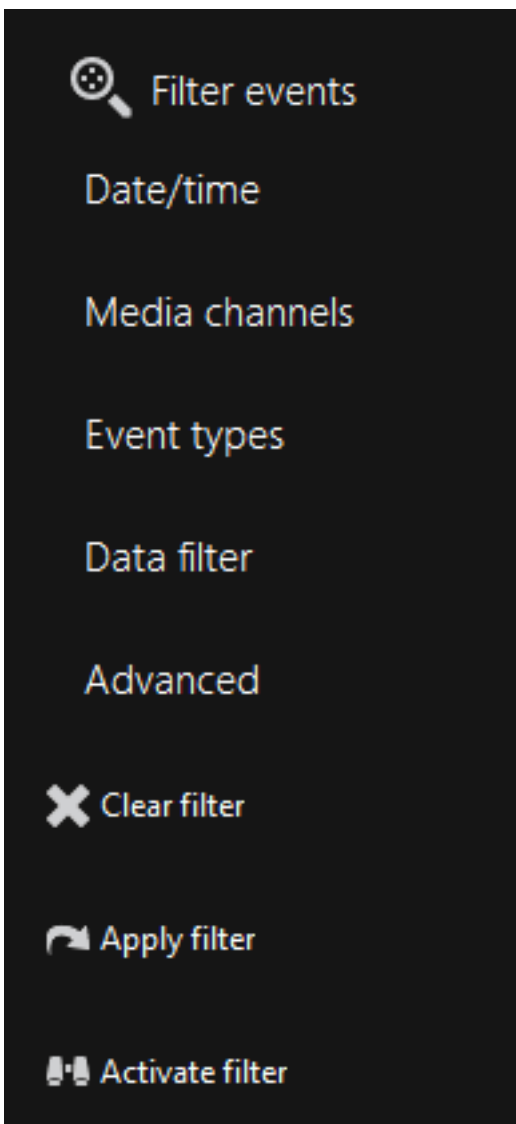 Filter events
Date/time
Media channels
Event types
Data filter
Advanced
Clear filter
Apply filter
Activate filter